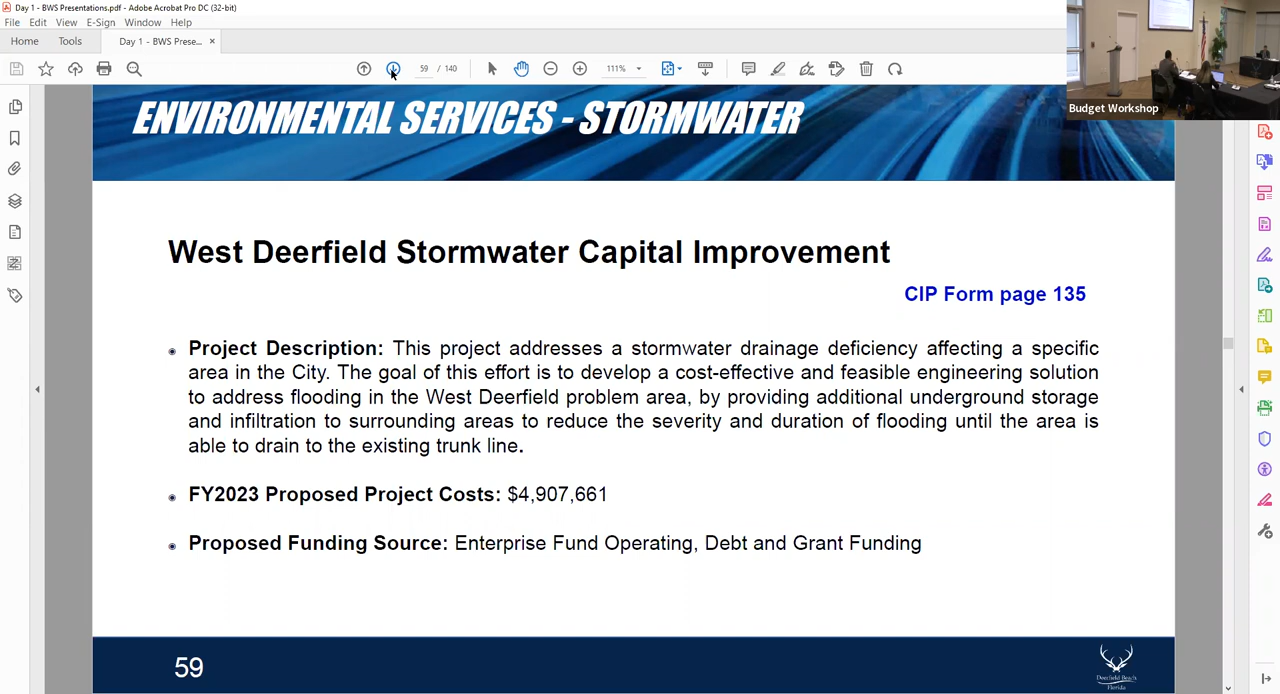 Day 1 - BWS Presentations.pdf - Adobe Acrobat Pro DC (32-bit)
File Edit View E-Sign Window Help
Home Tools Day 1 - BWS Prese... ×
59 / 140 111%
Budget Workshop
ENVIRONMENTAL SERVICES - STORMWATER
West Deerfield Stormwater Capital Improvement
CIP Form page 135
Project Description: This project addresses a stormwater drainage deficiency affecting a specific
area in the City. The goal of this effort is to develop a cost-effective and feasible engineering solution
to address flooding in the West Deerfield problem area, by providing additional underground storage
and infiltration to surrounding areas to reduce the severity and duration of flooding until the area is
able to drain to the existing trunk line.
FY2023 Proposed Project Costs: $4,907,661
Proposed Funding Source: Enterprise Fund Operating, Debt and Grant Funding
59
Deerfield Beach
Florida